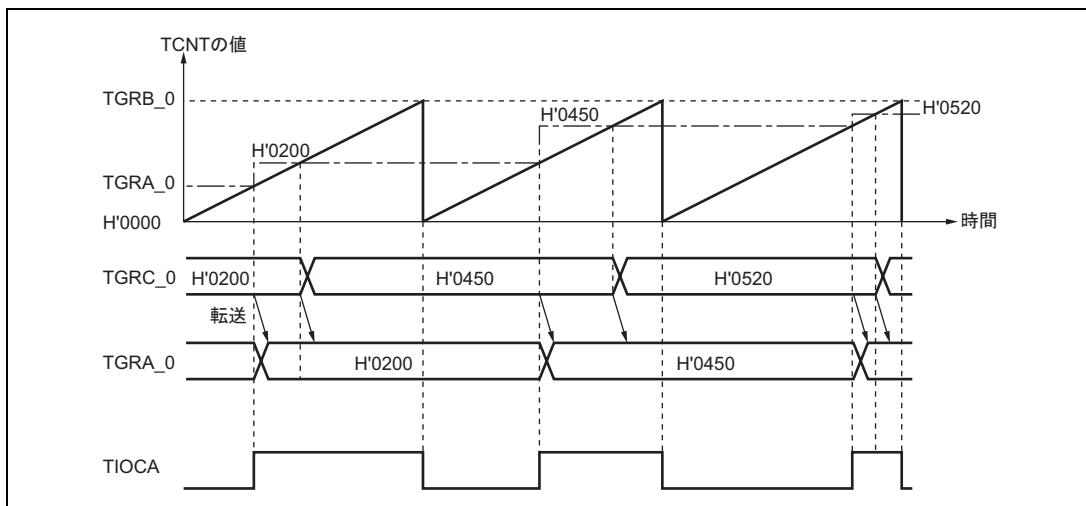 TCNTの値
TGRB_0
H'0520
H'0450
H'0200
TGRA_0
H'0000
時間
TGRC_0
H'0200
H'0450
H'0520
転送
TGRA_0
H'0200
H'0450
TIOCA